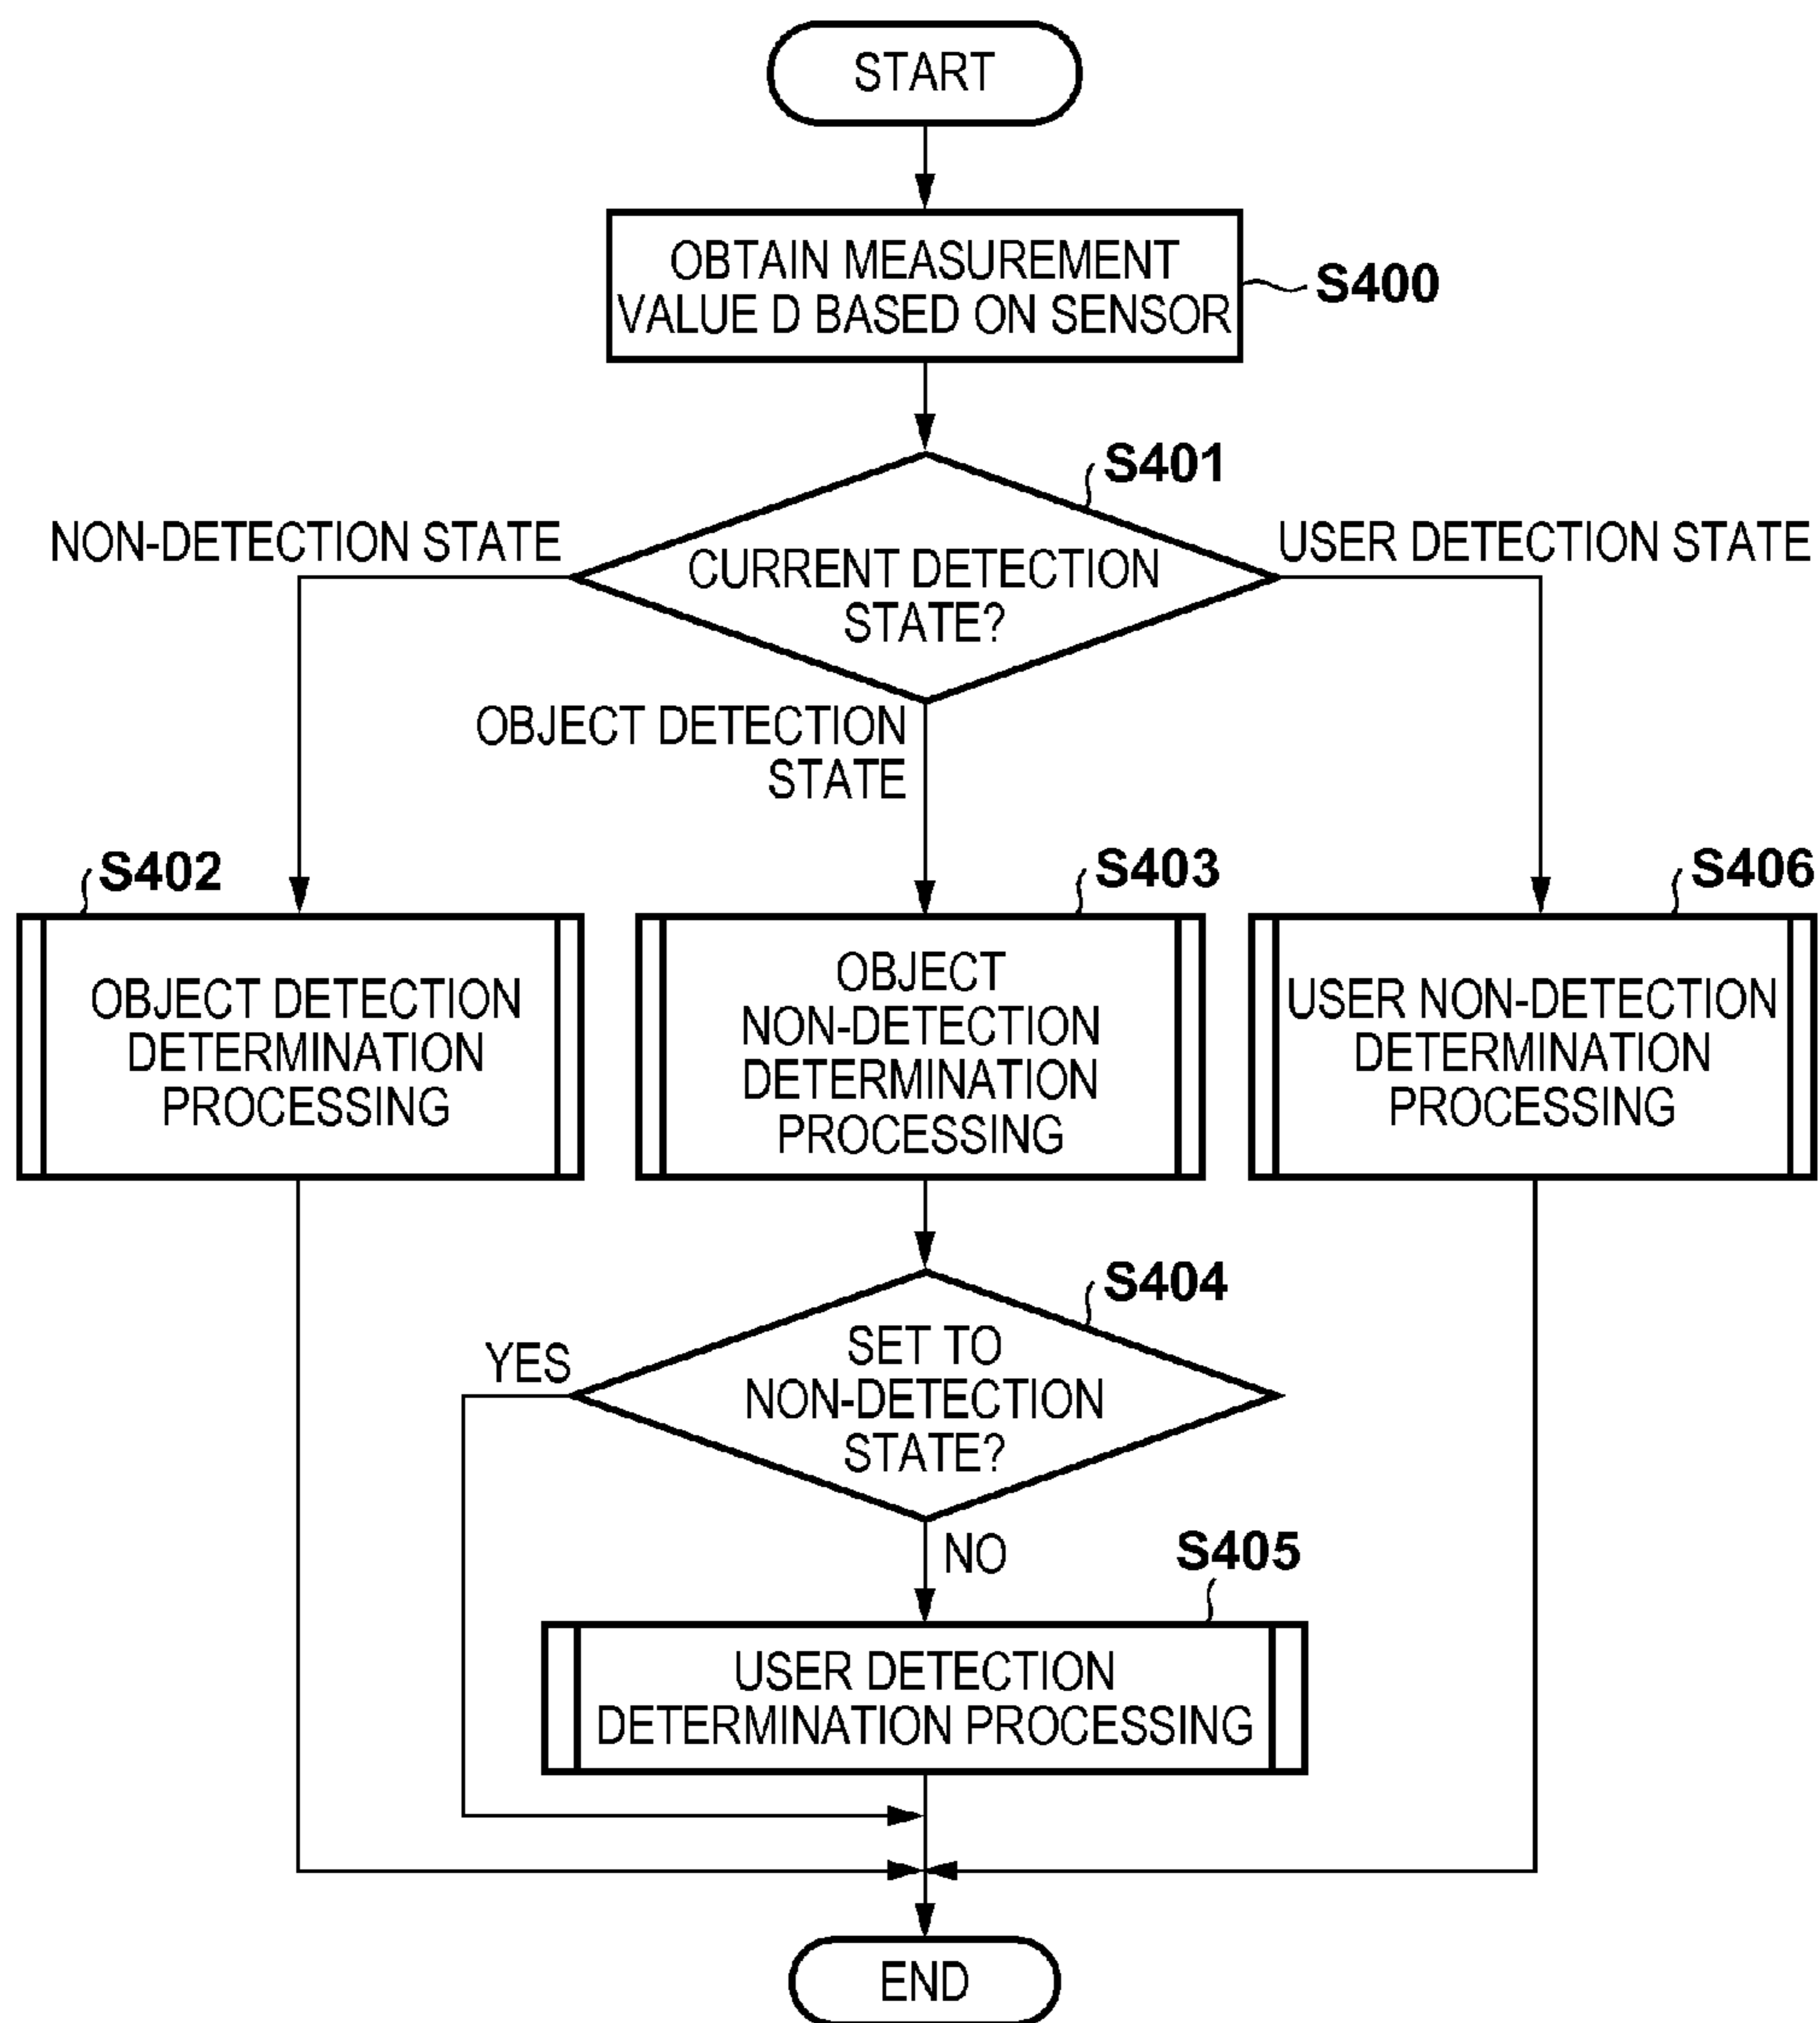 START
OBTAIN MEASUREMENT
VALUE D BASED ON SENSOR
S400
S401
NON-DETECTION STATE
USER DETECTION STATE
CURRENT DETECTION
STATE?
OBJECT DETECTION
STATE
S402
S403
S406
OBJECT DETECTION
DETERMINATION
PROCESSING
OBJECT
NON-DETECTION
DETERMINATION
PROCESSING
USER NON-DETECTION
DETERMINATION
PROCESSING
S404
YES
SET TO
NON-DETECTION
STATE?
NO
S405
USER DETECTION
DETERMINATION PROCESSING
END